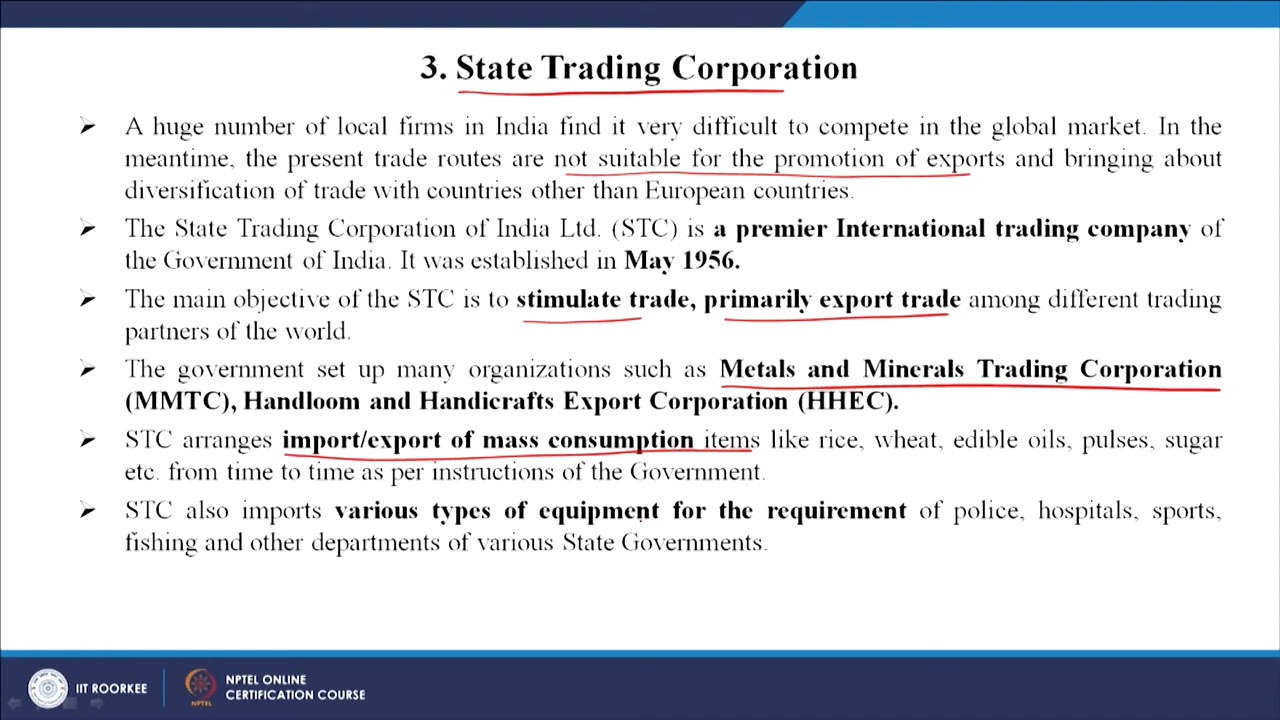 3. State Trading Corporation
➢ A huge number of local firms in India find it very difficult to compete in the global market. In the
meantime, the present trade routes are not suitable for the promotion of exports and bringing about
diversification of trade with countries other than European countries.
➢ The State Trading Corporation of India Ltd. (STC) is a premier International trading company of
the Government of India. It was established in May 1956.
➢ The main objective of the STC is to stimulate trade, primarily export trade among different trading
partners of the world.
➢ The government set up many organizations such as Metals and Minerals Trading Corporation
(MMTC), Handloom and Handicrafts Export Corporation (HHEC).
➢ STC arranges import/export of mass consumption items like rice, wheat, edible oils, pulses, sugar
etc. from time to time as per instructions of the Government.
➢ STC also imports various types of equipment for the requirement of police, hospitals, sports,
fishing and other departments of various State Governments.
IIT ROORKEE
NPTEL
NPTEL ONLINE
CERTIFICATION COURSE